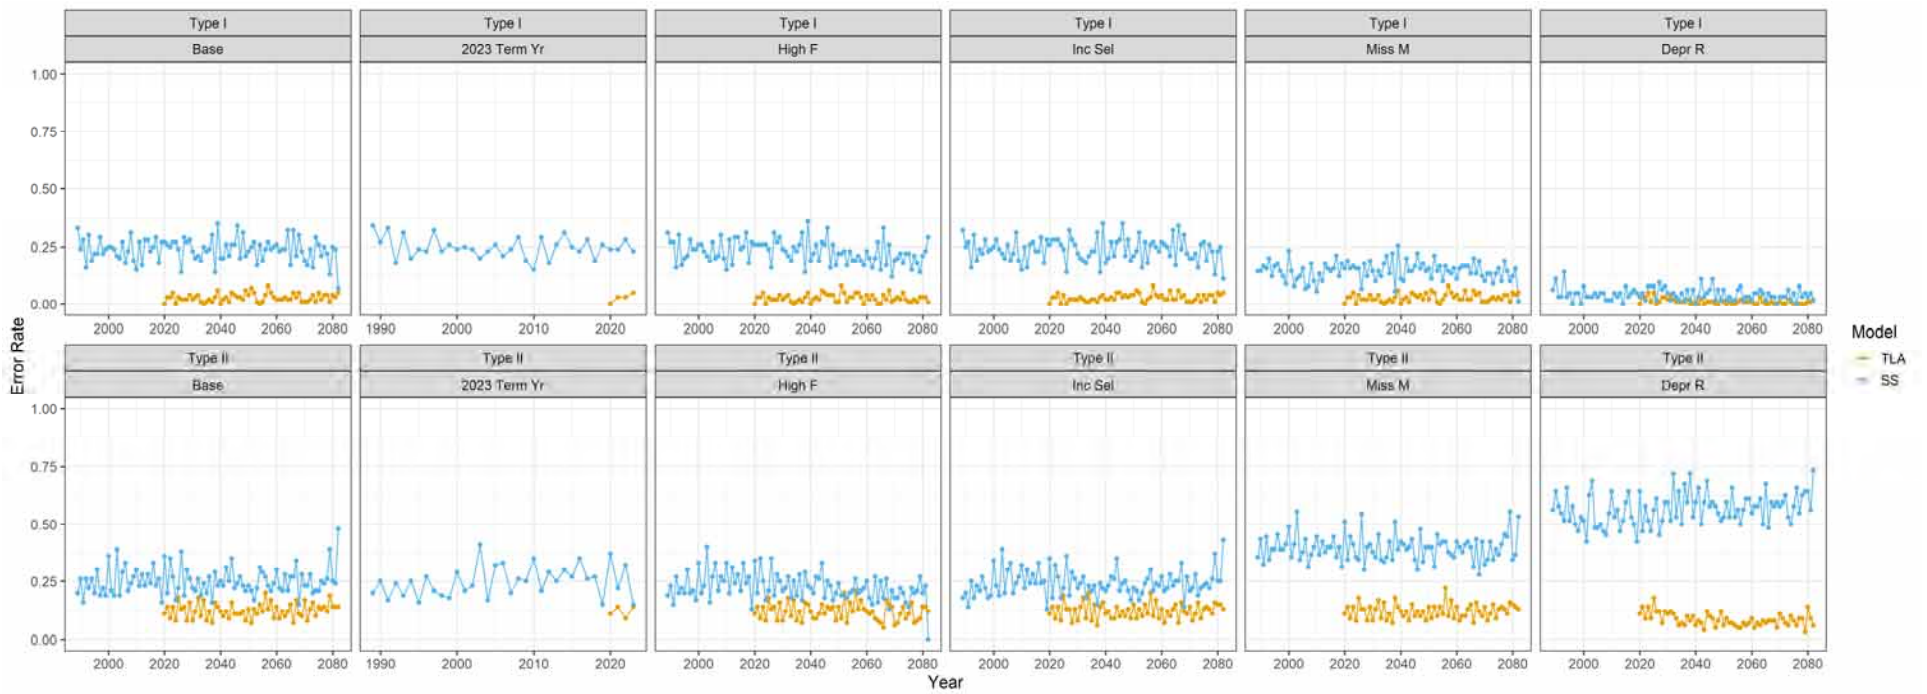 Type I Type I Type I Type I Type I Type I
Base 2023 Term Yr High F Inc Sel Miss M Depr R
1.00
0.75
0.50
0.25
0.00
2000 2020 2040 2060 2080 1990 2000 2010 2020 2000 2020 2040 2060 2080 2000 2020 2040 2060 2080 2000 2020 2040 2060 2080 2000 2020 2040 2060 2080
Error Rate
Type II Type II Type II Type II Type II Type II
Base 2023 Term Yr High F Inc Sel Miss M Depr R
1.00
0.75
0.50
0.25
0.00
2000 2020 2040 2060 2080 1990 2000 2010 2020 2000 2020 2040 2060 2080 2000 2020 2040 2060 2080 2000 2020 2040 2060 2080 2000 2020 2040 2060 2080
Year
Model
TLA
SS